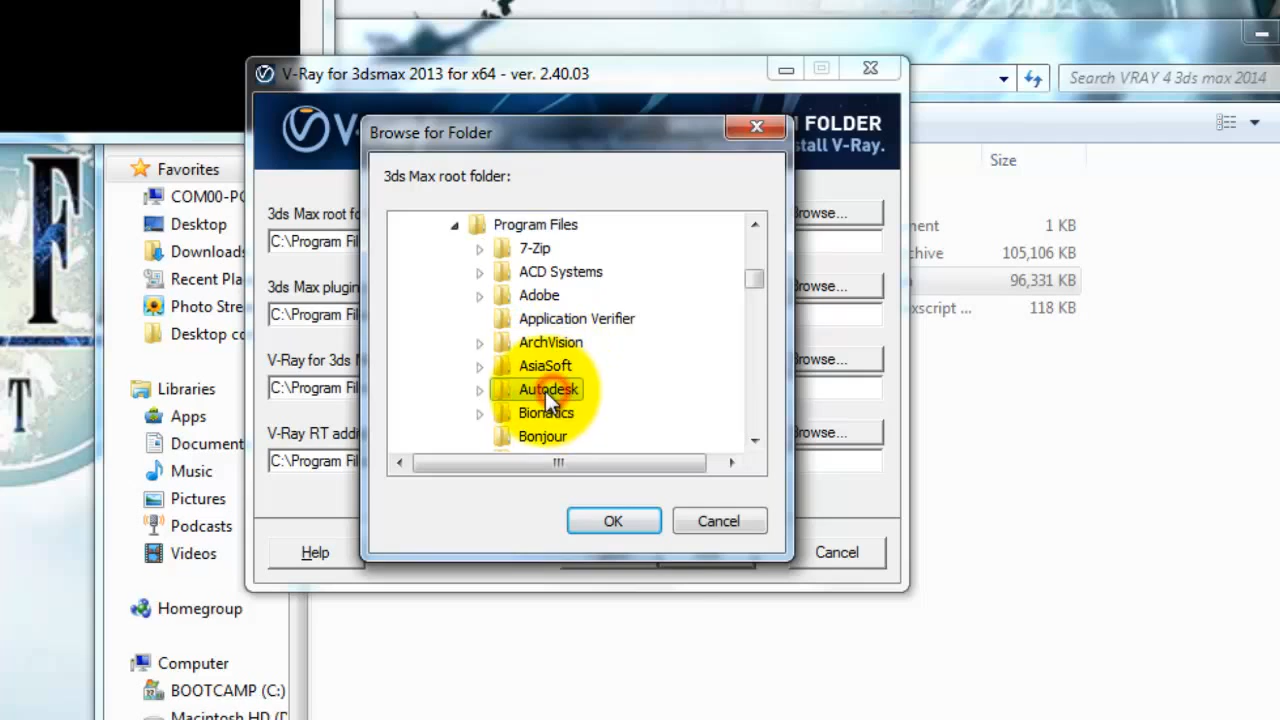 V-Ray for 3dsmax 2013 for x64 - ver. 2.40.03
Search VRAY 4 3ds max 2014
FOLDER
stall V-Ray.
Browse for Folder
3ds Max root folder:
Program Files
7-Zip
ACD Systems
Adobe
Application Verifier
ArchVision
AsiaSoft
Autodesk
Bionatics
Bonjour
OK
Cancel
3ds Max root fo
C:\Program Fil
Browse...
3ds Max plugin
C:\Program Fil
Browse...
V-Ray for 3ds M
C:\Program Fil
Browse...
V-Ray RT addi
C:\Program Fil
Browse...
Help
Cancel
Favorites
COM00-PC
Desktop
Downloads
Recent Pla
Photo Stre
Desktop co
Libraries
Apps
Document
Music
Pictures
Podcasts
Videos
Homegroup
Computer
BOOTCAMP (C:)
Macintosh HD (D
Size
ment
1 KB
chive
105,106 KB
96,331 KB
xscript ...
118 KB
F
T